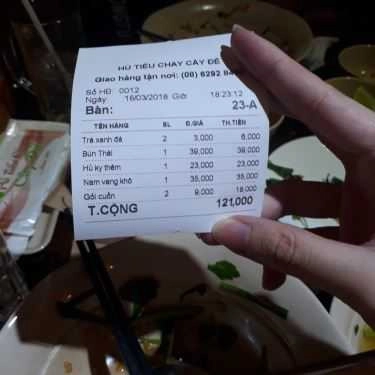 HỦ TIẾU CHAY CÂY ĐỀ
Giao hàng tận nơi: (08) 6292
Số HĐ 0012
Ngày 16/03/2018 Giờ 18:23:12
Bàn: 23-A
TÊN HÀNG SL Đ.GIÁ TH.TIỀN
Trà xanh đá 2 3,000 6,000
Bún Thái 1 39,000 39,000
Hủ ky thêm 1 23,000 23,000
Nam vang khô 1 35,000 35,000
Gỏi cuốn 2 9,000 18,000
T.CỘNG 121,000